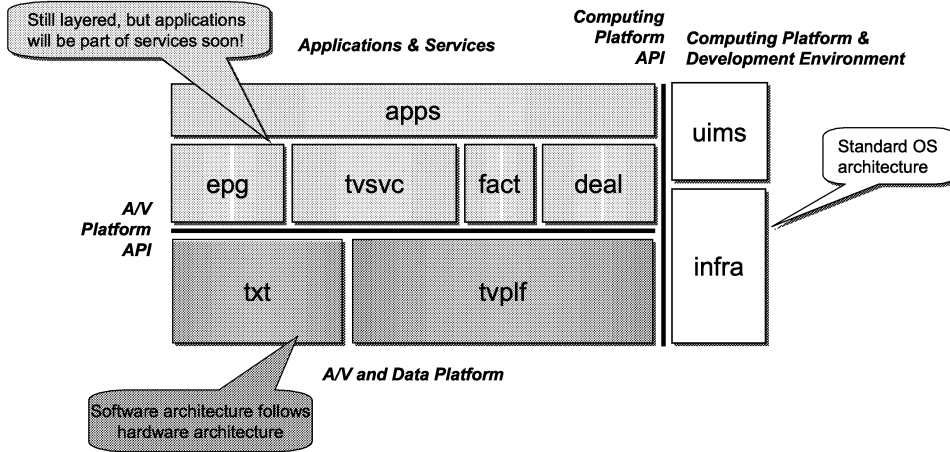 Still layered, but applications
will be part of services soon!
Applications & Services
Computing
Platform
API
Computing Platform &
Development Environment
apps
uims
Standard OS
architecture
epg
tvsvc
fact
deal
A/V
Platform
API
txt
tvplf
infra
A/V and Data Platform
Software architecture follows
hardware architecture